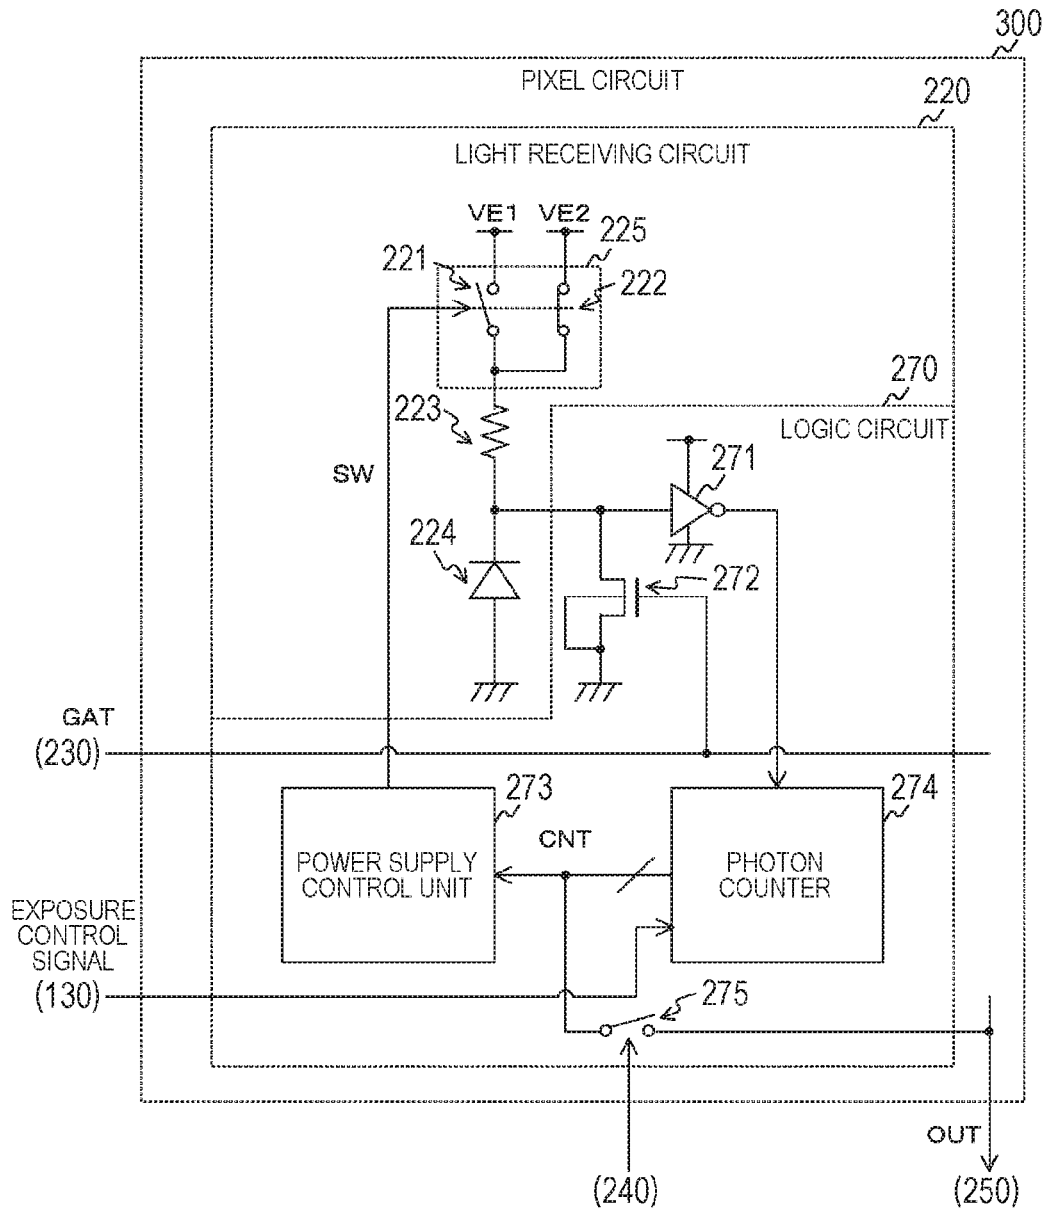 300
PIXEL CIRCUIT
220
LIGHT RECEIVING CIRCUIT
VE1 VE2
225
221
222
270
223
LOGIC CIRCUIT
271
SW
224
272
GAT
(230)
273
274
CNT
POWER SUPPLY
CONTROL UNIT
PHOTON
COUNTER
EXPOSURE
CONTROL
SIGNAL
(130)
275
OUT
(240)
(250)